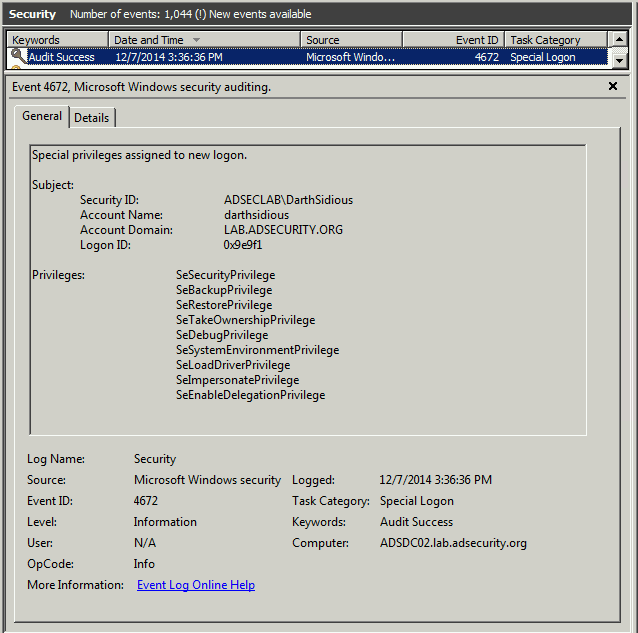 Security Number of events: 1,044 (!) New events available
Keywords Date and Time Source Event ID Task Category
Audit Success 12/7/2014 3:36:36 PM Microsoft Windo... 4672 Special Logon
Event 4672, Microsoft Windows security auditing.
General Details
Special privileges assigned to new logon.
Subject:
Security ID: ADSECLAB\DarthSidious
Account Name: darthsidious
Account Domain: LAB.ADSECURITY.ORG
Logon ID: 0x9e9f1
Privileges: SeSecurityPrivilege
SeBackupPrivilege
SeRestorePrivilege
SeTakeOwnershipPrivilege
SeDebugPrivilege
SeSystemEnvironmentPrivilege
SeLoadDriverPrivilege
SeImpersonatePrivilege
SeEnableDelegationPrivilege
Log Name: Security
Source: Microsoft Windows security Logged: 12/7/2014 3:36:36 PM
Event ID: 4672 Task Category: Special Logon
Level: Information Keywords: Audit Success
User: N/A Computer: ADSDC02.lab.adsecurity.org
OpCode: Info
More Information: Event Log Online Help